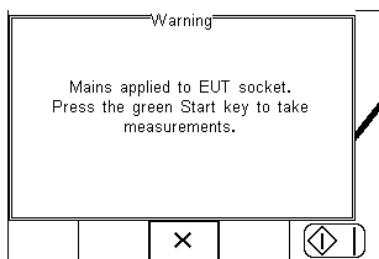 Warning
Mains applied to EUT socket.
Press the green Start key to take
measurements.